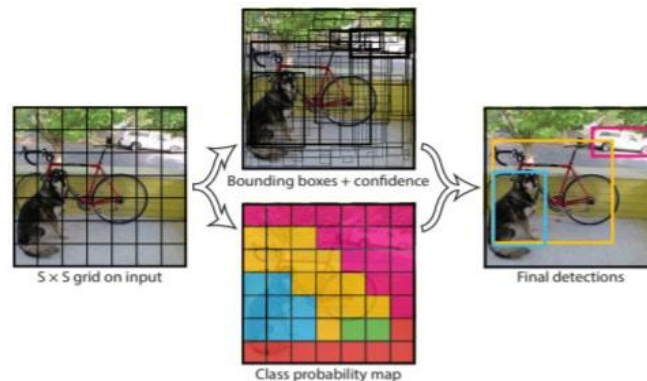 Bounding boxes + confidence
S × S grid on input
Final detections
Class probability map